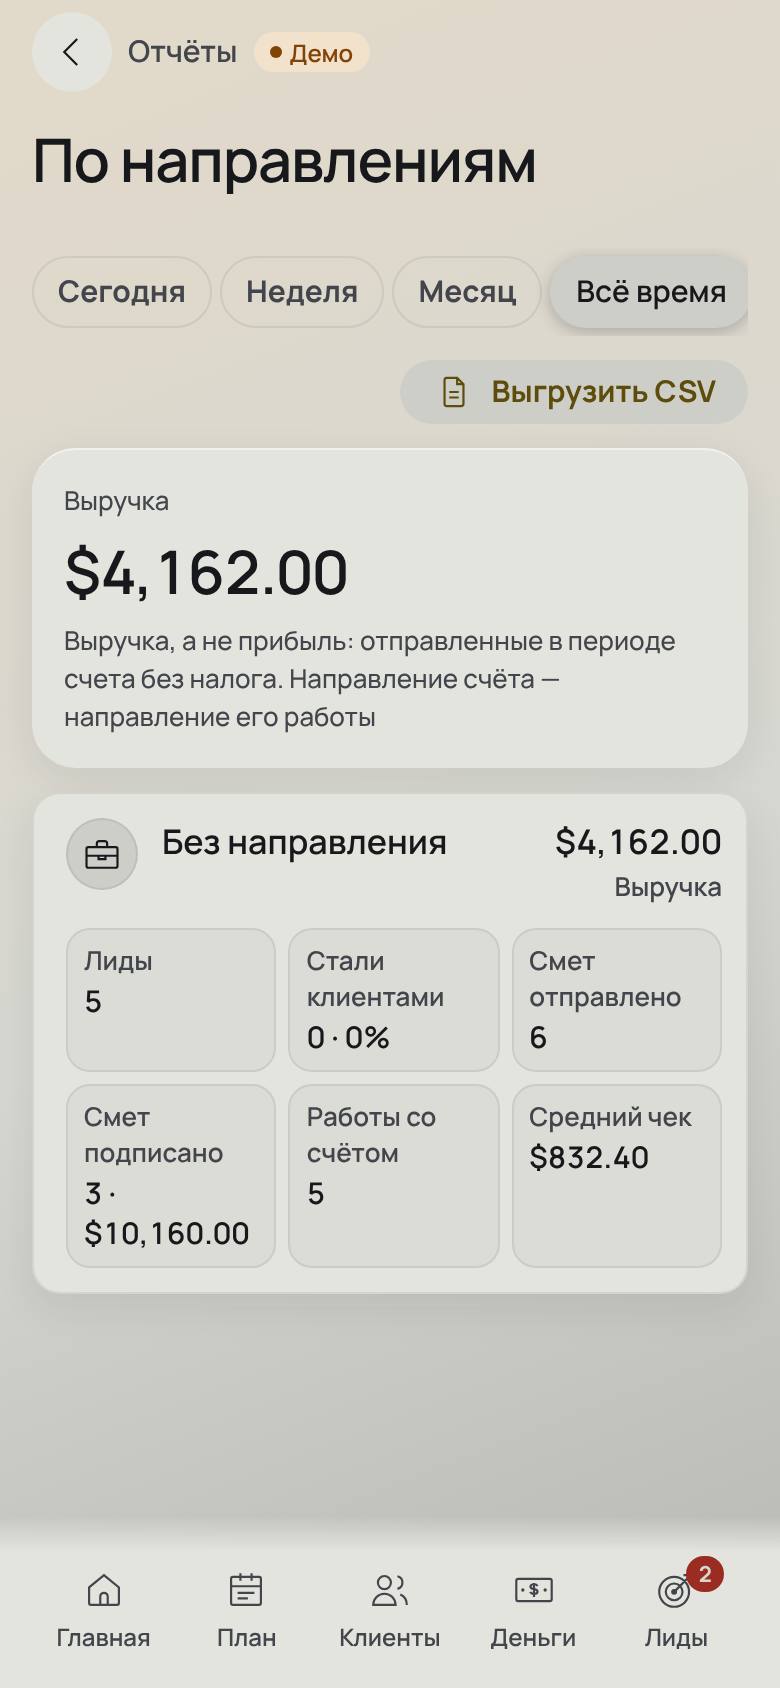 Отчёты
Демо
По направлениям
Сегодня
Неделя
Месяц
Всё время
Выгрузить CSV
Выручка
$4,162.00
Выручка, а не прибыль: отправленные в периоде
счета без налога. Направление счёта —
направление его работы
Без направления
$4,162.00
Выручка
Лиды
5
Стали
клиентами
0 · 0%
Смет
отправлено
6
Смет
подписано
3 ·
$10,160.00
Работы со
счётом
5
Средний чек
$832.40
Главная
План
Клиенты
$
Деньги
2
Лиды